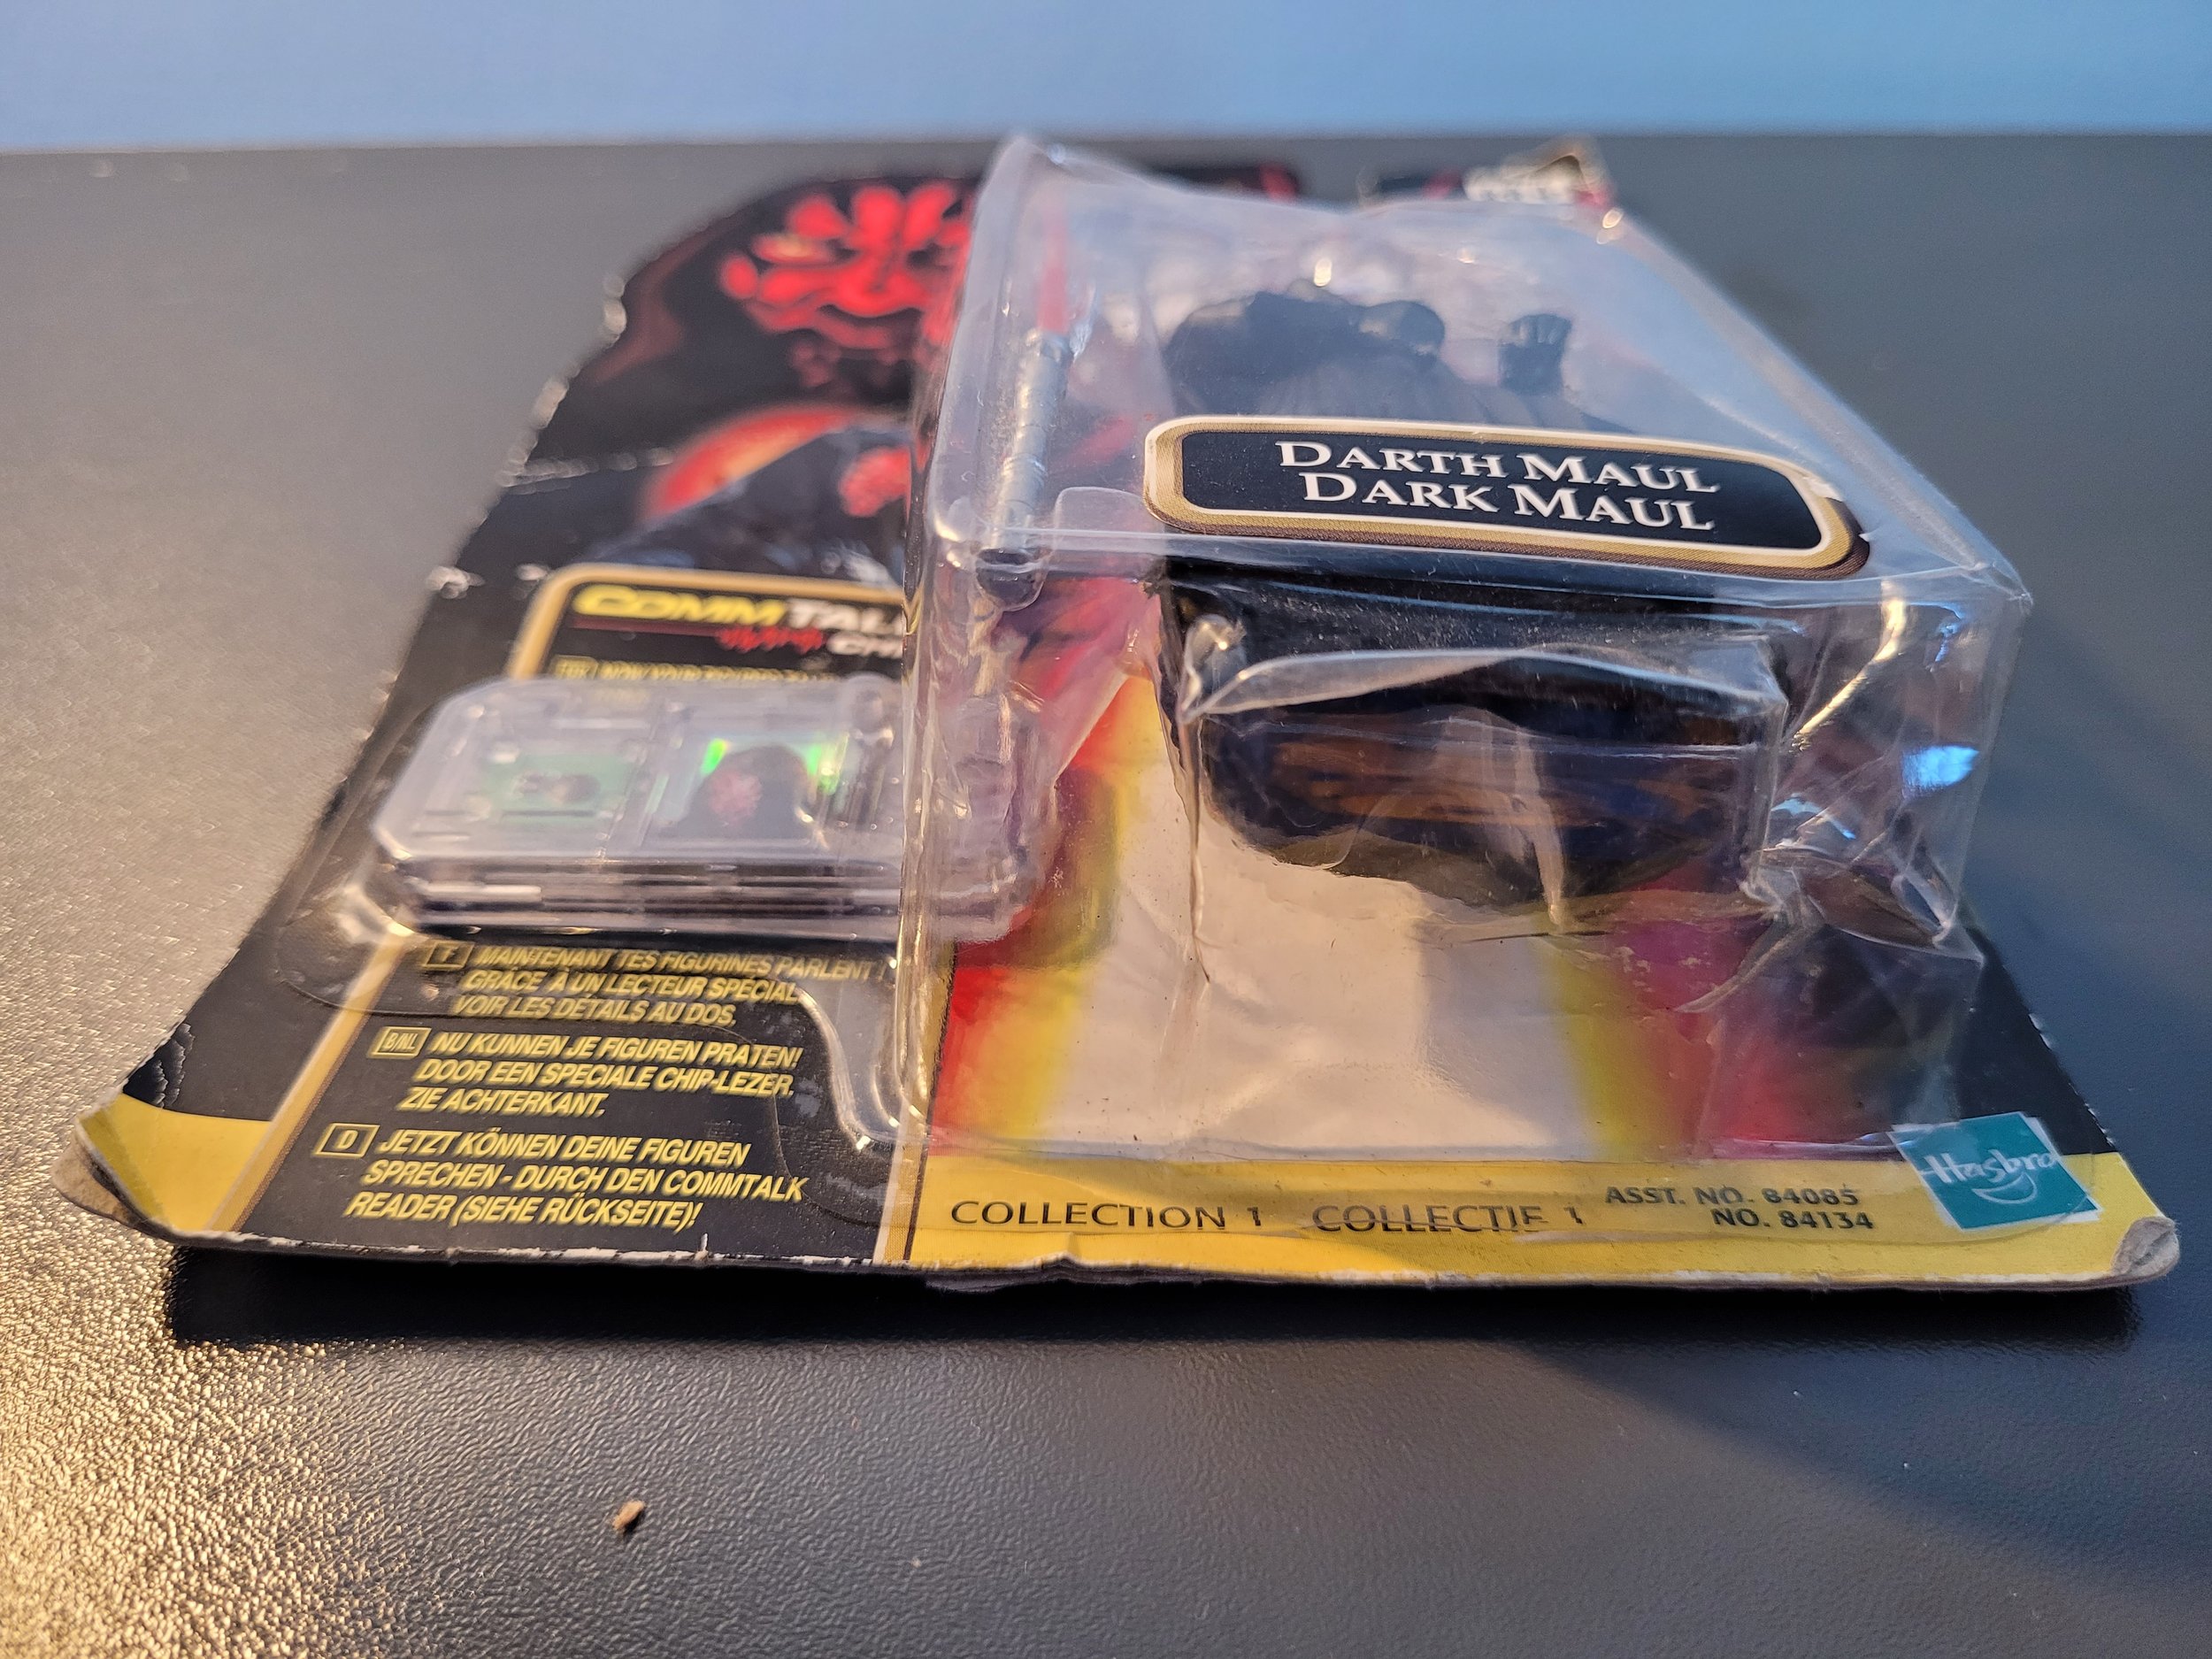 DARTH MAUL
DARK MAUL
COMM
F MAINTENANT TES FIGURINES PARLENT !
GRÂCE À UN LECTEUR SPÉCIAL
VOIR LES DÉTAILS AU DOS.
B/NL NU KUNNEN JE FIGUREN PRATEN!
DOOR EEN SPECIALE CHIP-LEZER.
ZIE ACHTERKANT.
D JETZT KÖNNEN DEINE FIGUREN
SPRECHEN - DURCH DEN COMMTALK
READER (SIEHE RÜCKSEITE)!
COLLECTION 1 COLLECTIE 1
ASST. NO. 84085
NO. 84134
Hasbro